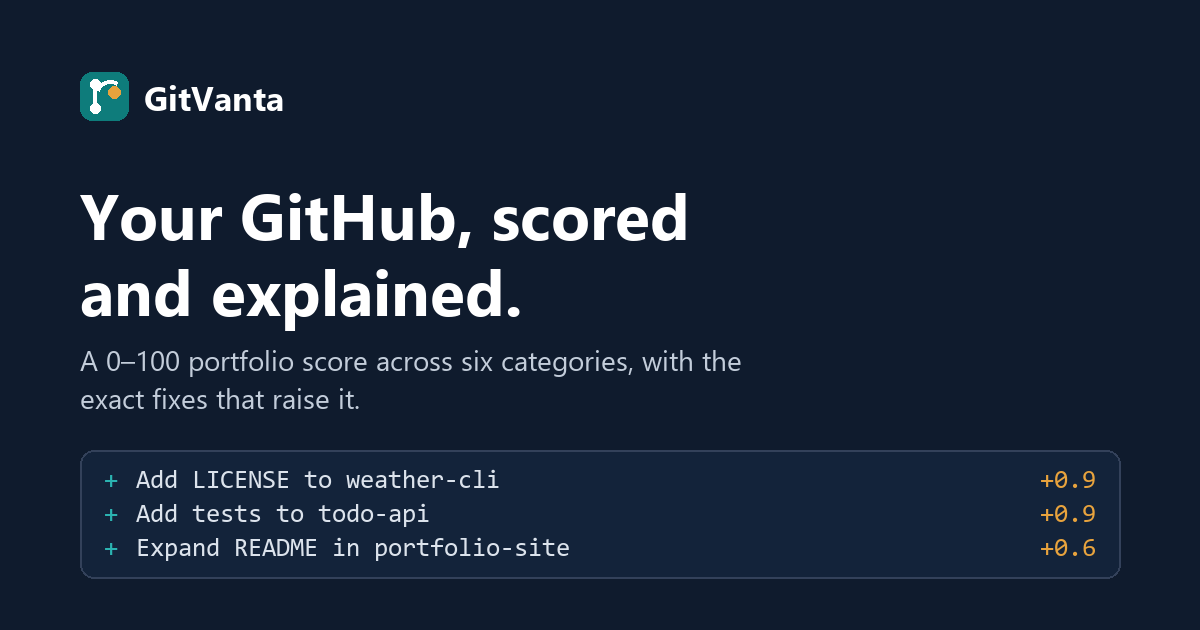 GitVanta
Your GitHub, scored
and explained.
A 0–100 portfolio score across six categories, with the
exact fixes that raise it.
+ Add LICENSE to weather-cli +0.9
+ Add tests to todo-api +0.9
+ Expand README in portfolio-site +0.6